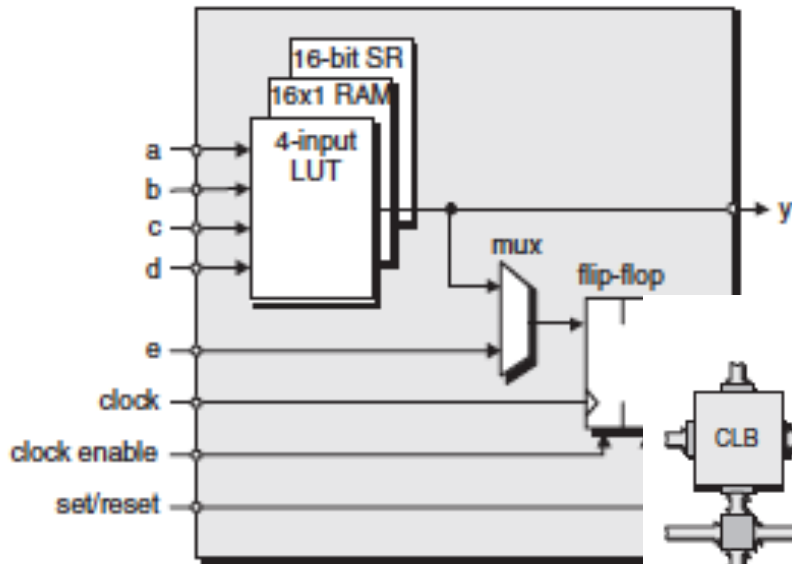 16-bit SR
16x1 RAM
4-input
LUT
a
b
c
d
y
mux
flip-flop
e
clock
clock enable
set/reset
CLB